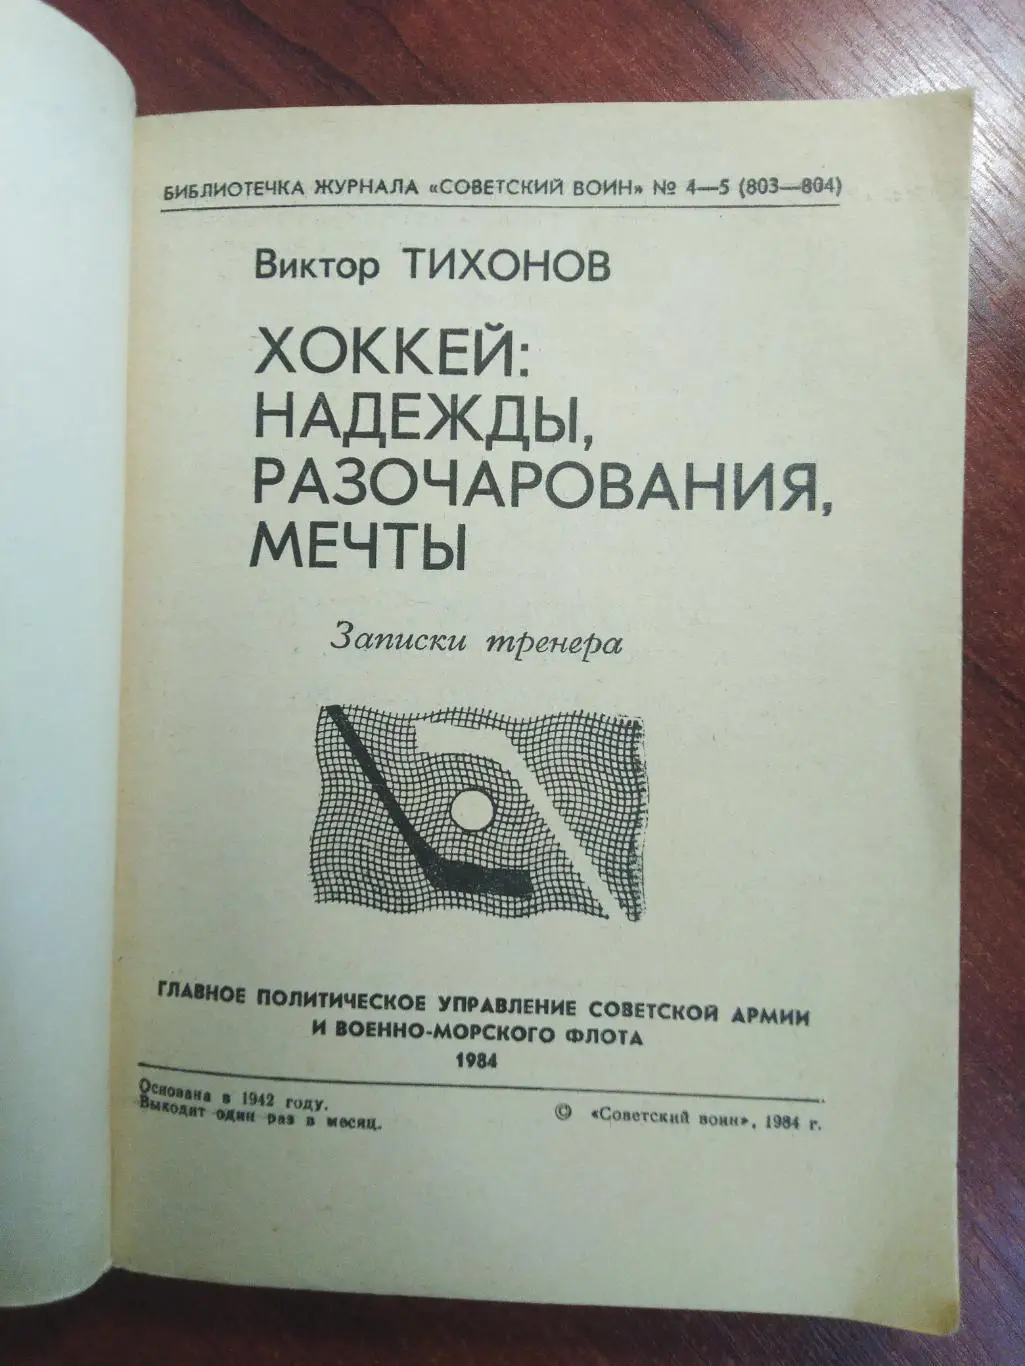 БИБЛИОТЕЧКА ЖУРНАЛА «СОВЕТСКИЙ ВОИН» № 4—5 (803—804)
Виктор ТИХОНОВ
ХОККЕЙ:
НАДЕЖДЫ,
РАЗОЧАРОВАНИЯ,
МЕЧТЫ
Записки тренера
ГЛАВНОЕ ПОЛИТИЧЕСКОЕ УПРАВЛЕНИЕ СОВЕТСКОЙ АРМИИ
И ВОЕННО-МОРСКОГО ФЛОТА
1984
Основана в 1942 году.
Выходит один раз в месяц.
© «Советский воин», 1984 г.